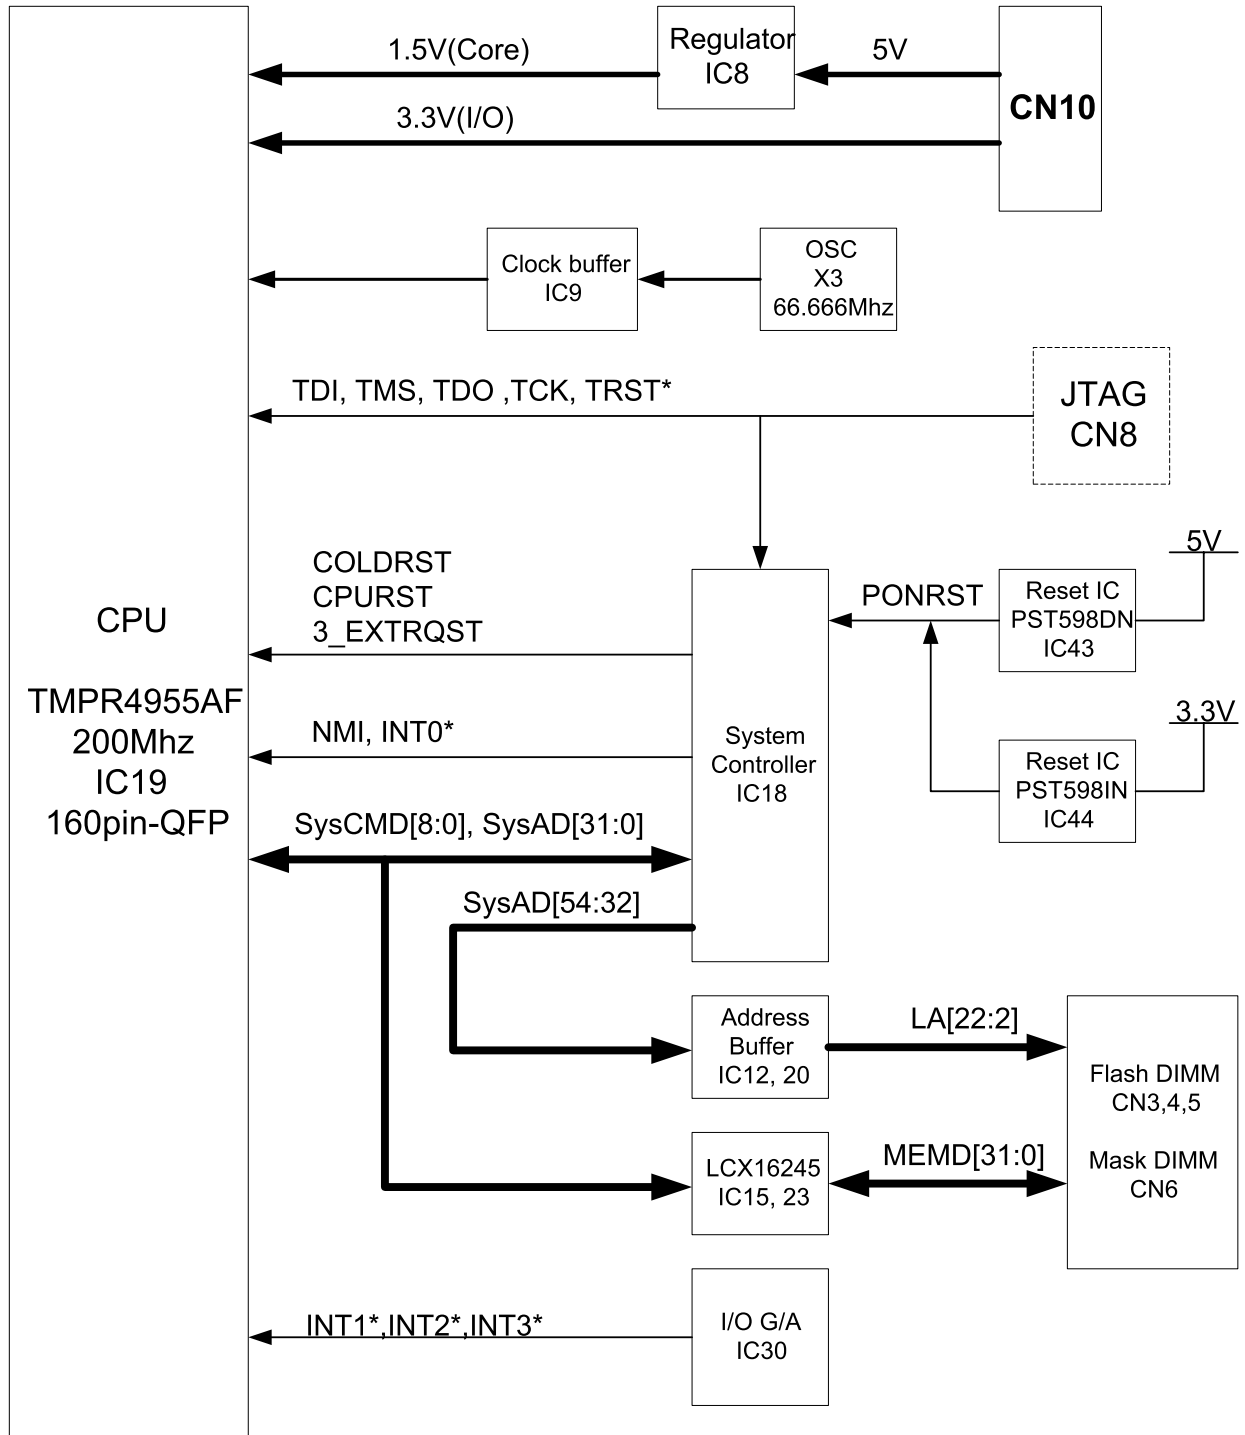 1.5V(Core)
Regulator
IC8
5V
CN10
3.3V(I/O)
Clock buffer
IC9
OSC
X3
66.666Mhz
TDI, TMS, TDO ,TCK, TRST*
JTAG
CN8
COLDRST
CPURST
3_EXTRQST
PONRST
Reset IC
PST598DN
IC43
5V
CPU
TMPR4955AF
200Mhz
IC19
160pin-QFP
NMI, INT0*
System
Controller
IC18
Reset IC
PST598IN
IC44
3.3V
SysCMD[8:0], SysAD[31:0]
SysAD[54:32]
Address
Buffer
IC12, 20
LA[22:2]
Flash DIMM
CN3,4,5
Mask DIMM
CN6
LCX16245
IC15, 23
MEMD[31:0]
INT1*,INT2*,INT3*
I/O G/A
IC30